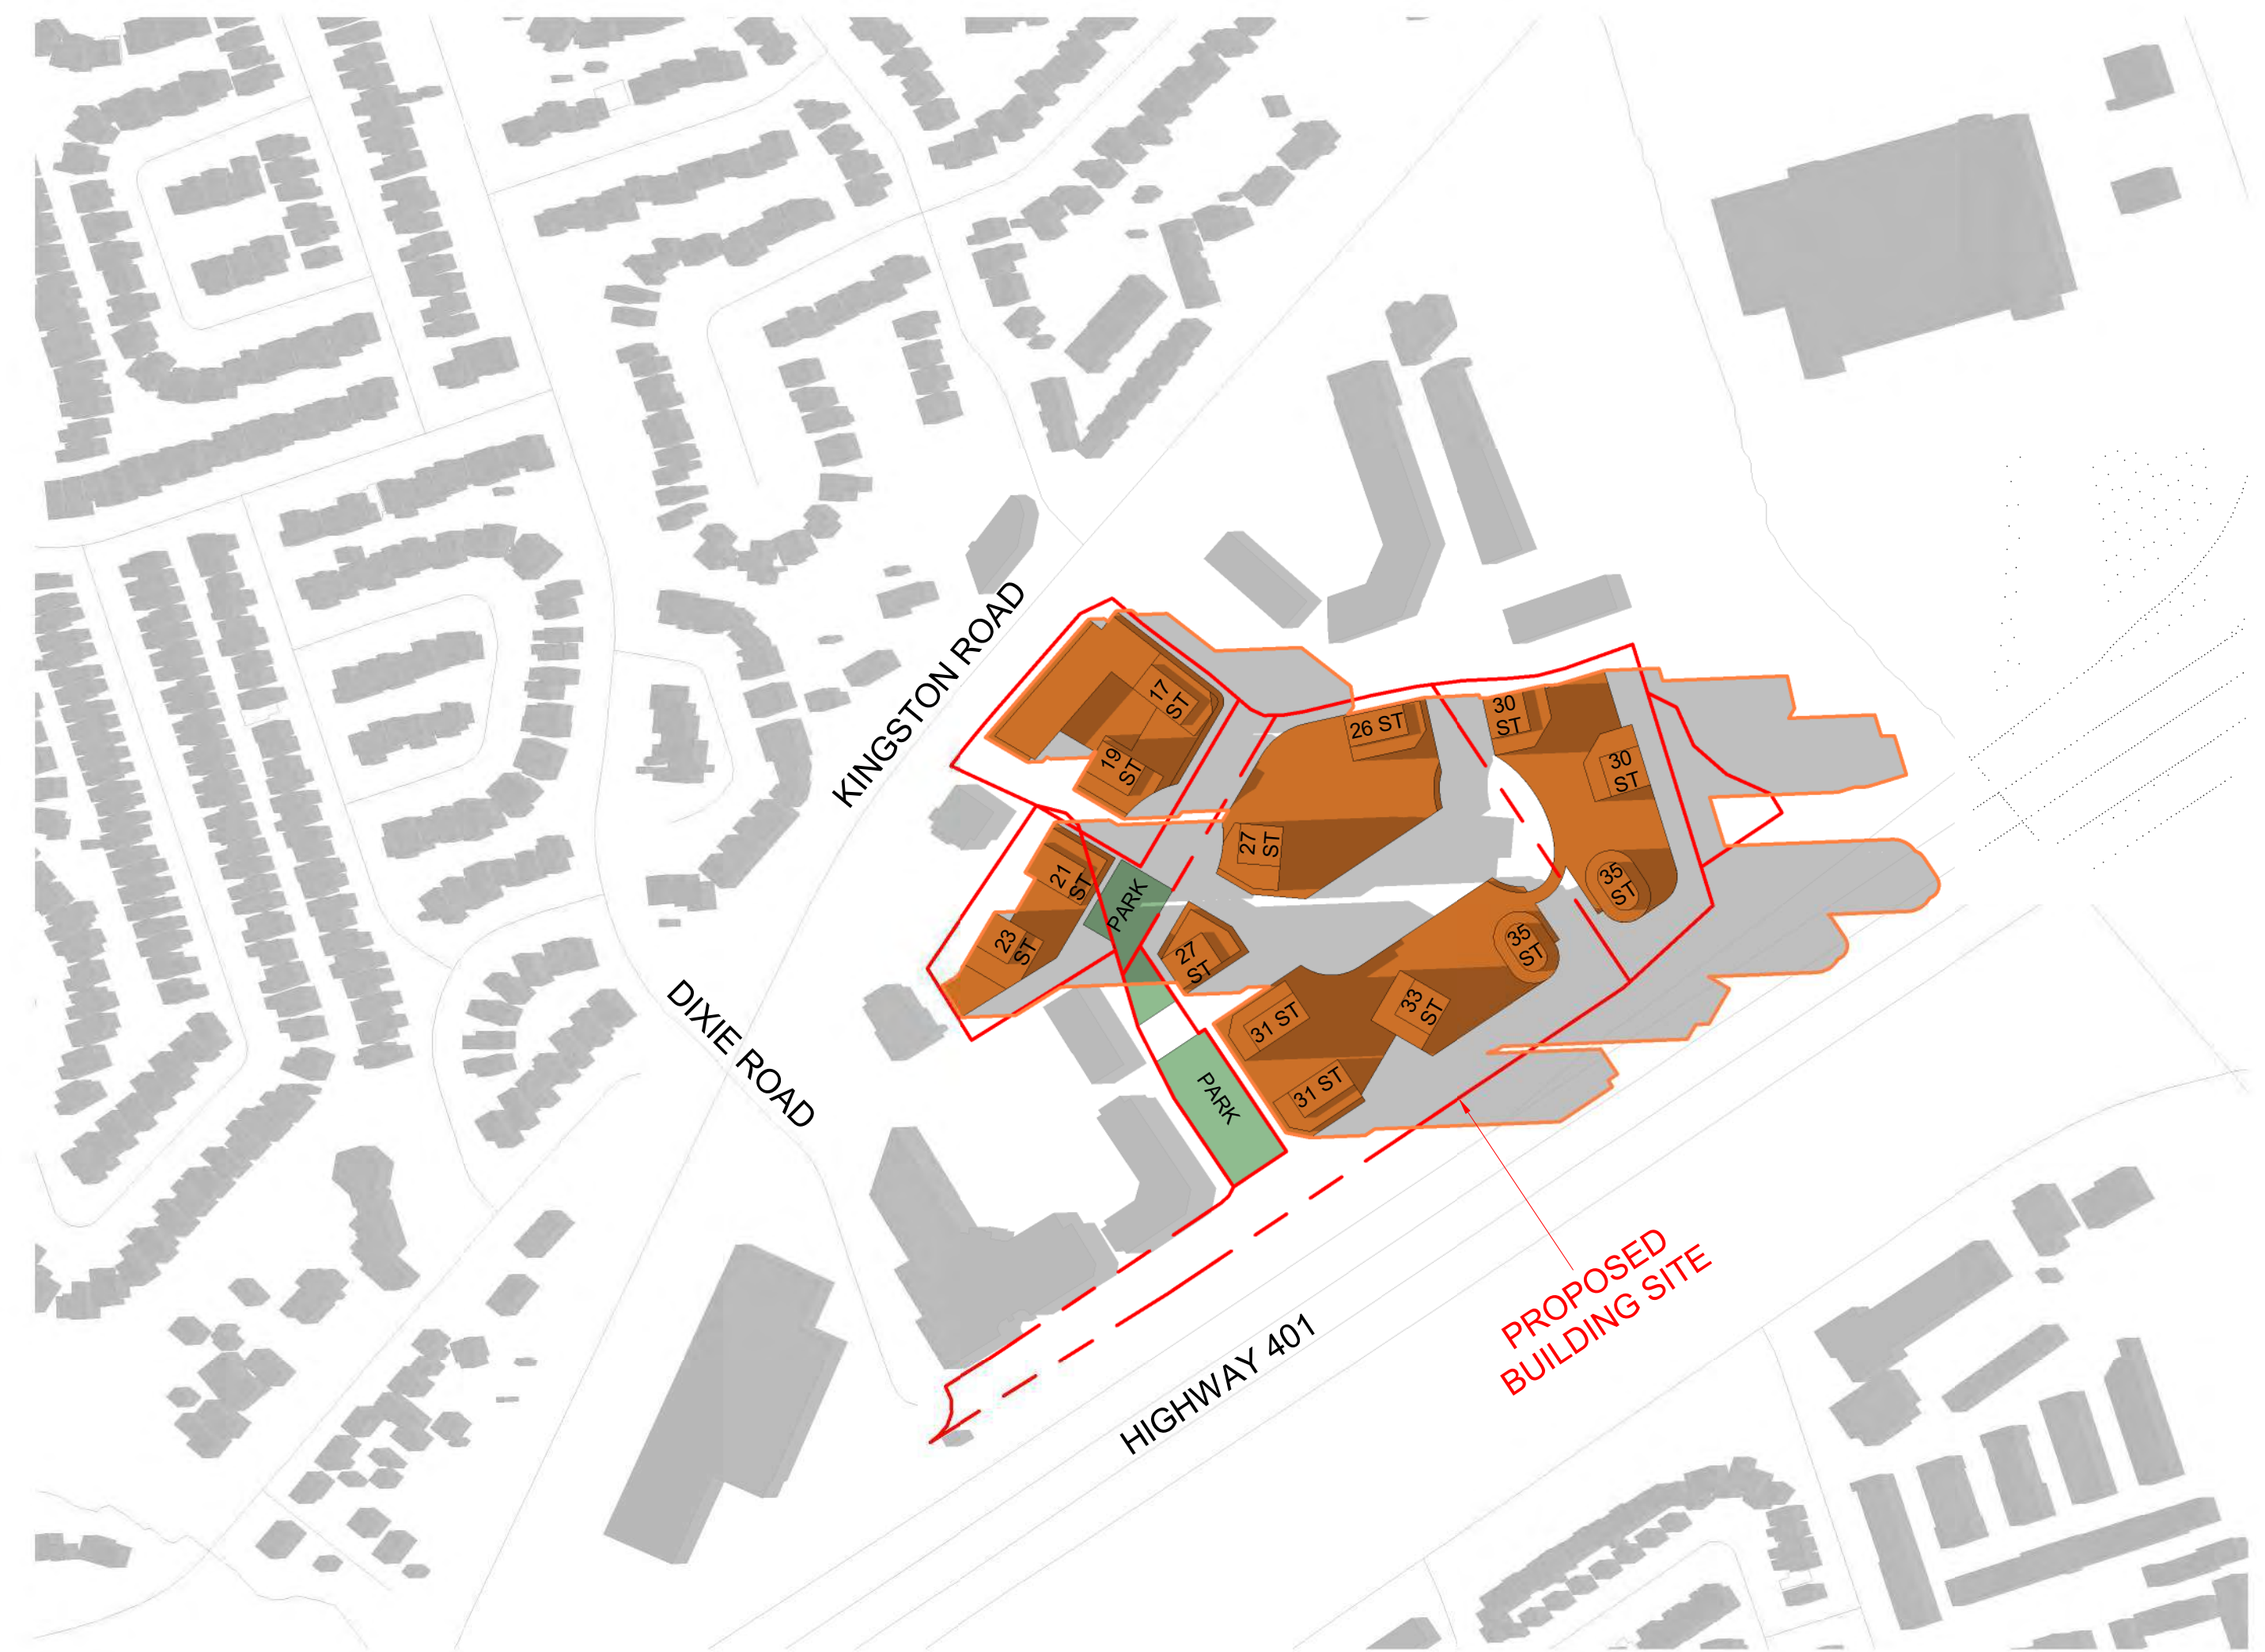 KINGSTON ROAD
17
ST
19
ST
26 ST
30
ST
30
ST
27
ST
21
ST
PARK
35
ST
23
ST
27
ST
35
ST
31 ST
33
ST
31 ST
PARK
DIXIE ROAD
HIGHWAY 401
PROPOSED
BUILDING SITE